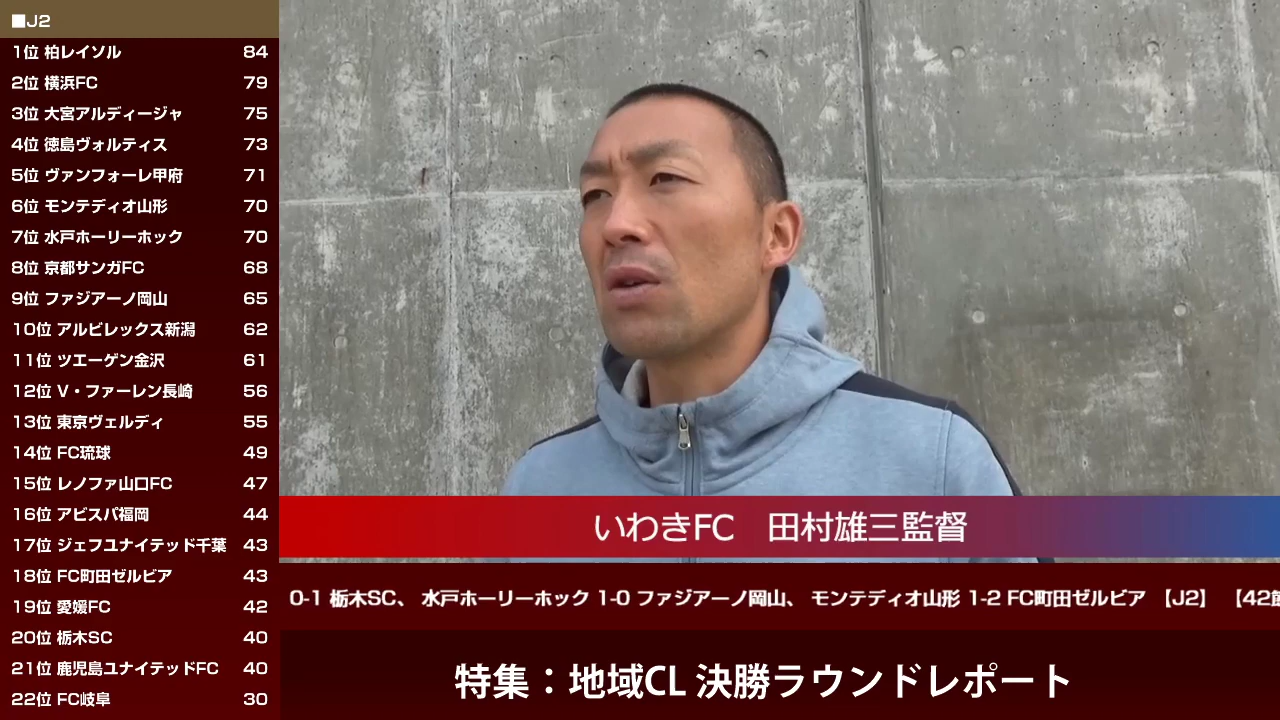 ■J2
1位 柏レイソル 84
2位 横浜FC 79
3位 大宮アルディージャ 75
4位 徳島ヴォルティス 73
5位 ヴァンフォーレ甲府 71
6位 モンテディオ山形 70
7位 水戸ホーリーホック 70
8位 京都サンガFC 68
9位 ファジアーノ岡山 65
10位 アルビレックス新潟 62
11位 ツエーゲン金沢 61
12位 V・ファーレン長崎 56
13位 東京ヴェルディ 55
14位 FC琉球 49
15位 レノファ山口FC 47
16位 アビスパ福岡 44
17位 ジェフユナイテッド千葉 43
18位 FC町田ゼルビア 43
19位 愛媛FC 42
20位 栃木SC 40
21位 鹿児島ユナイテッドFC 40
22位 FC岐阜 30
いわきFC　田村雄三監督
0-1 栃木SC、 水戸ホーリーホック 1-0 ファジアーノ岡山、 モンテディオ山形 1-2 FC町田ゼルビア 【J2】 【42節
特集：地域CL 決勝ラウンドレポート